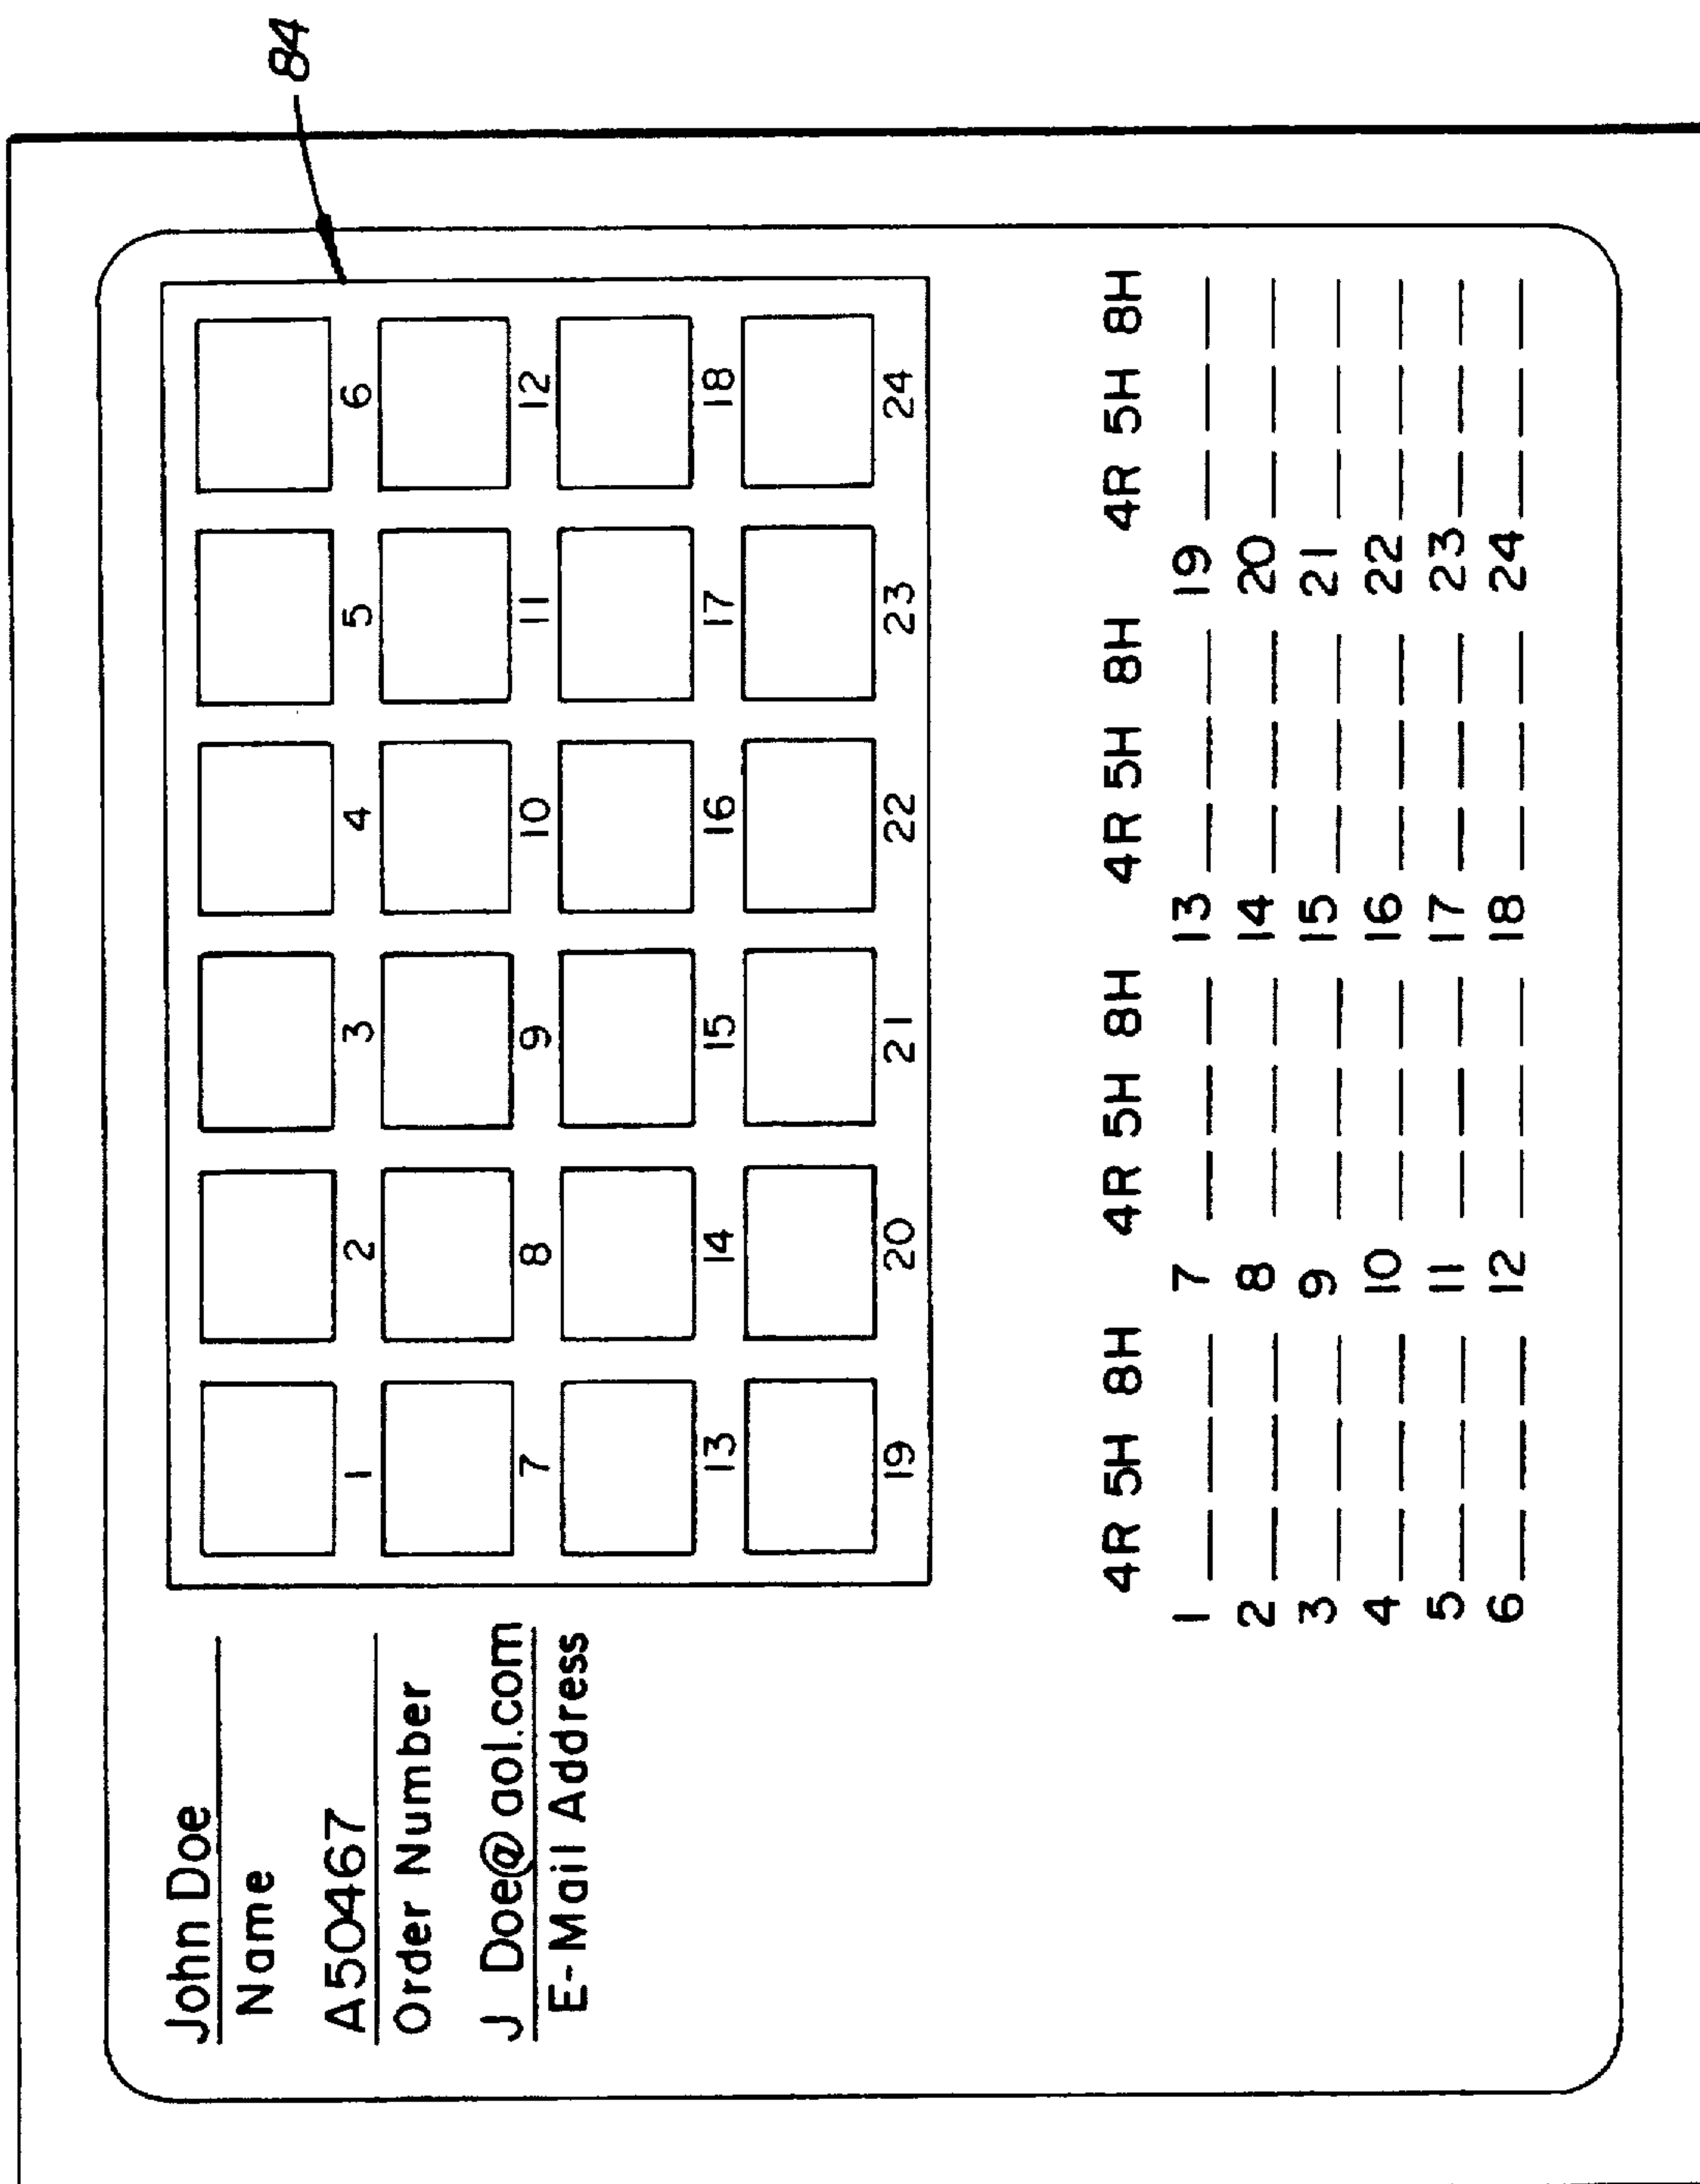 84
John Doe
Name
A50467
Order Number
J Doe@aol.com
E-Mail Address
1 2 3 4 5 6
7 8 9 10 11 12
13 14 15 16 17 18
19 20 21 22 23 24
4R 5H 8H 4R 5H 8H 4R 5H 8H 4R 5H 8H
1 7 13 19
2 8 14 20
3 9 15 21
4 10 16 22
5 11 17 23
6 12 18 24